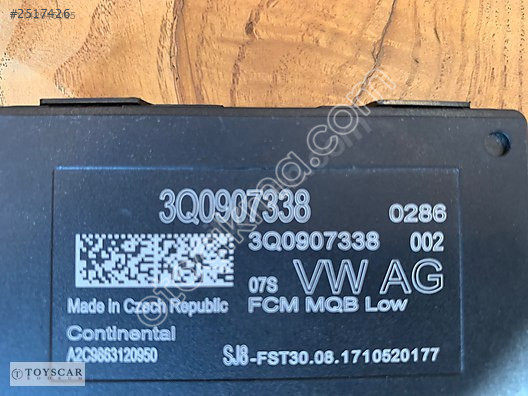 #2517426
3Q0907338
0286
3Q0907338 002
07S VW AG
Made in Czech Republic FCM MQB Low
Continental
A2C9863120950 SJ8-FST30.08.1710520177
TOYSCAR